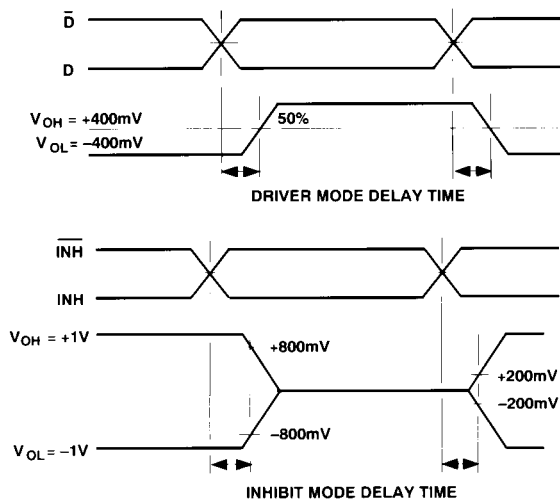 D̅
D
V_OH = +400mV
50%
V_OL = −400mV
DRIVER MODE DELAY TIME
I̅N̅H̅
INH
V_OH = +1V
+800mV
+200mV
−200mV
−800mV
V_OL = −1V
INHIBIT MODE DELAY TIME